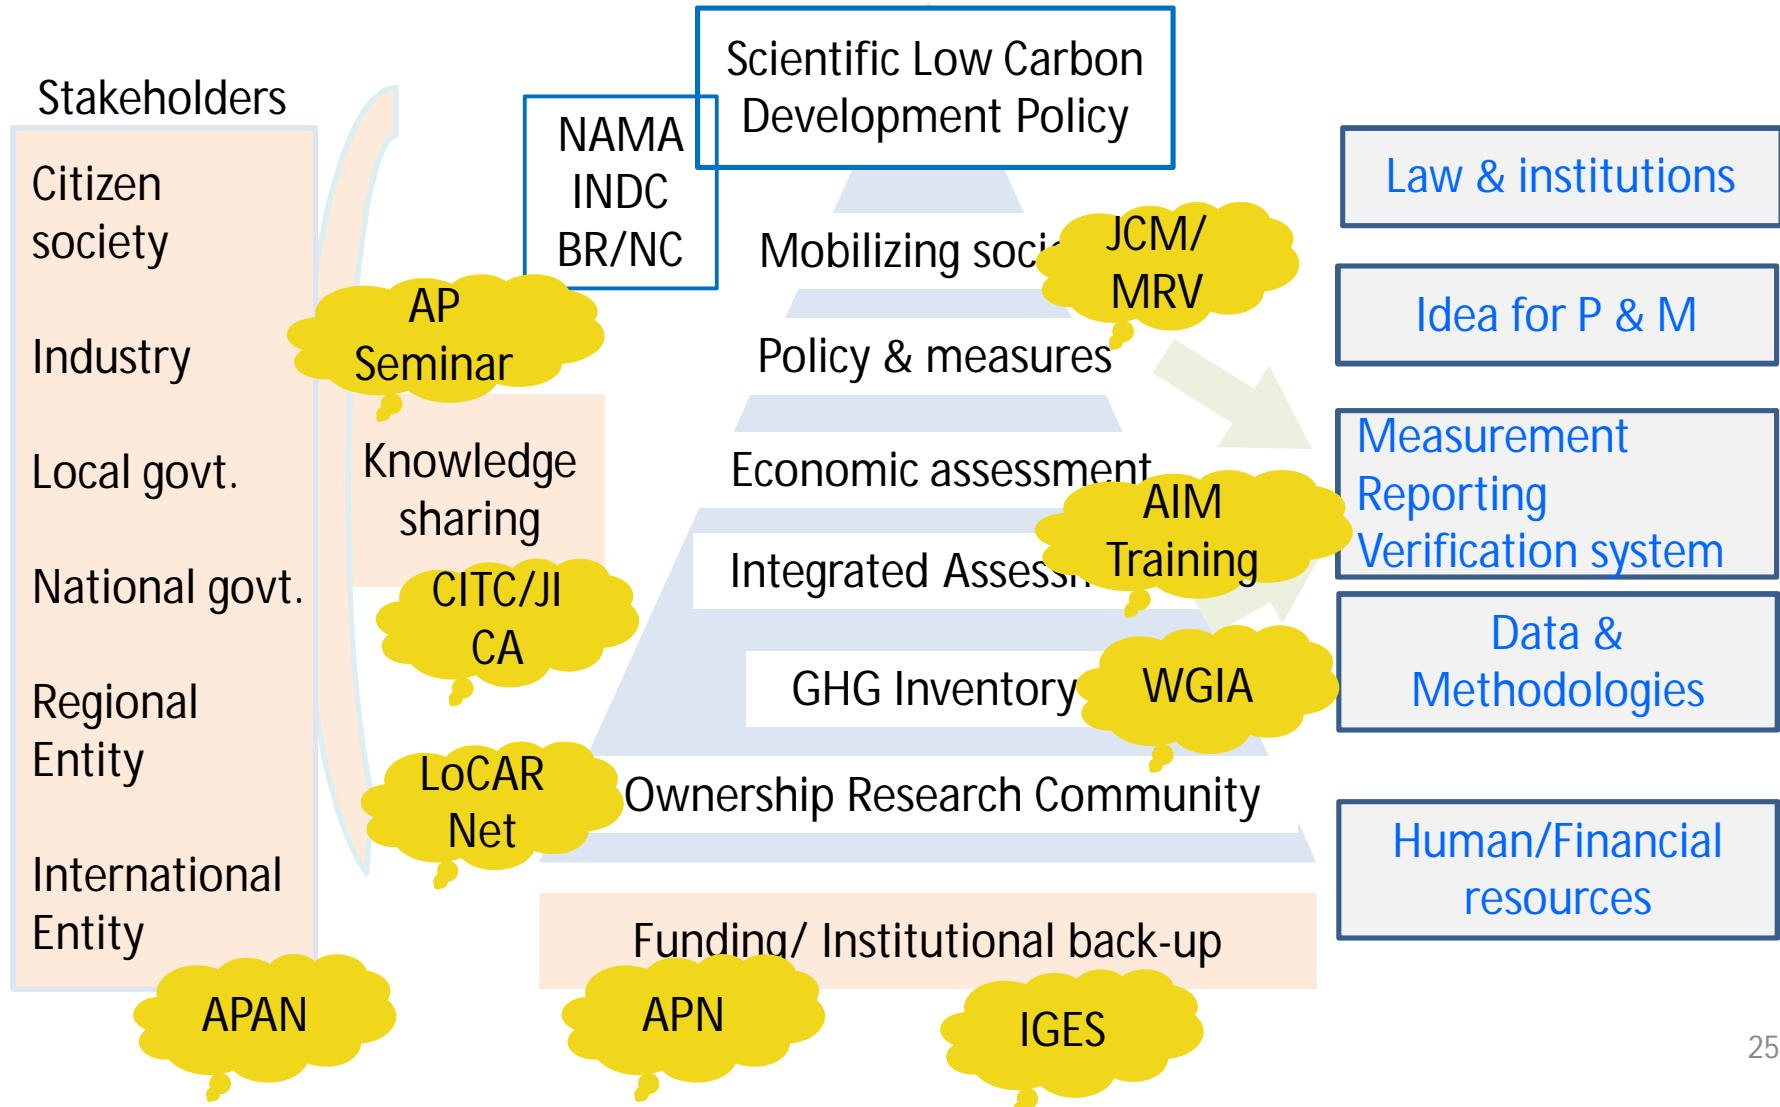 Scientific Low Carbon
Development Policy
Stakeholders
Citizen
society
Industry
Local govt.
National govt.
Regional
Entity
International
Entity
NAMA
INDC
BR/NC
AP
Seminar
Knowledge
sharing
CITC/JI
CA
LoCAR
Net
Mobilizing soci
JCM/
MRV
Policy & measures
Economic assessment
AIM
Training
Integrated Assess
GHG Inventory
WGIA
Ownership Research Community
Funding/ Institutional back-up
APAN
APN
IGES
Law & institutions
Idea for P & M
Measurement
Reporting
Verification system
Data &
Methodologies
Human/Financial
resources
25